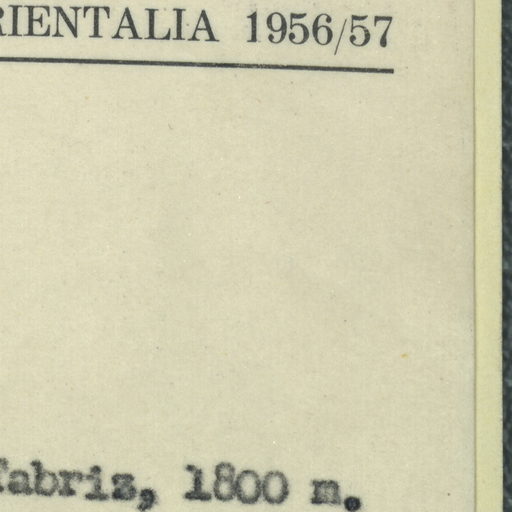 RIENTALIA 1956/57
Tabriz, 1800 m.